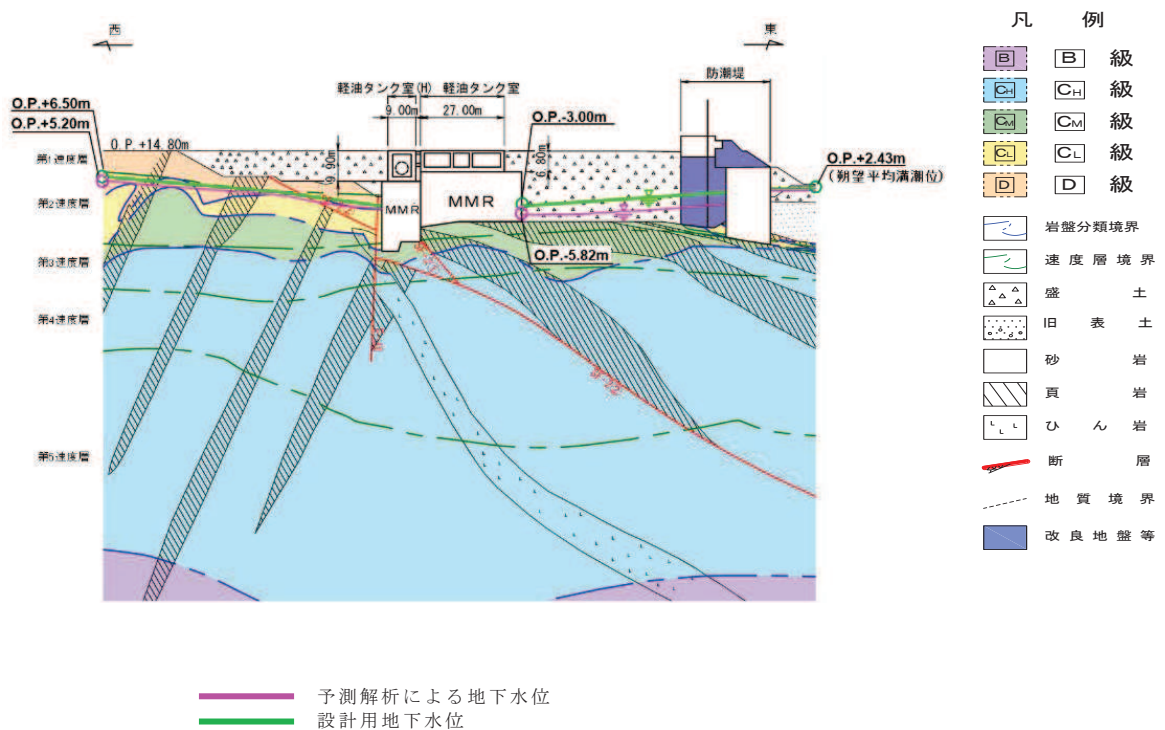 西
東
防潮堤
軽油タンク室(H) 軽油タンク室
9.00m 27.00m
O.P.+6.50m
O.P.+5.20m
O.P.+14.80m
9.90m
O.P.-3.00m
6.80m
O.P.+2.43m
(朔望平均満潮位)
第1速度層
第2速度層
第3速度層
第4速度層
第5速度層
MMR
MMR
O.P.-5.82m
凡 例
B B 級
CH CH 級
CM CM 級
CL CL 級
D D 級
岩盤分類境界
速度層境界
盛 土
旧 表 土
砂 岩
頁 岩
ひ ん 岩
断 層
地 質 境 界
改 良 地 盤 等
予測解析による地下水位
設計用地下水位